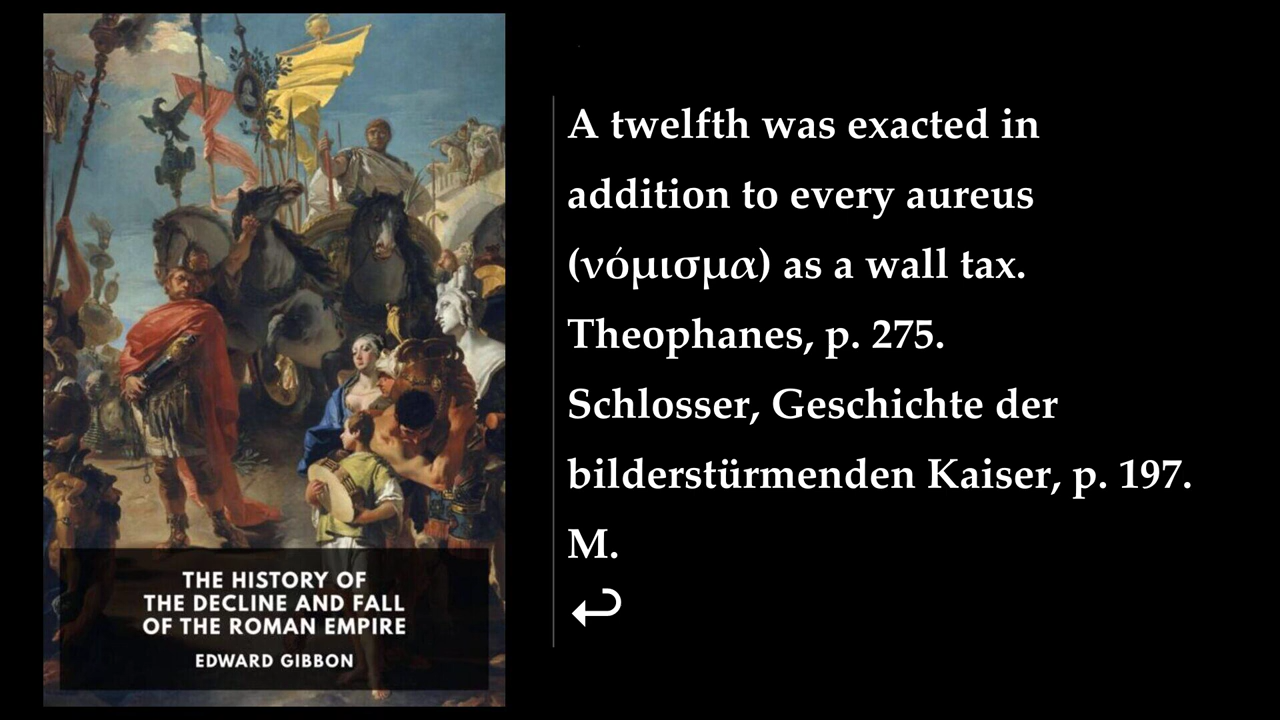 THE HISTORY OF
THE DECLINE AND FALL
OF THE ROMAN EMPIRE
EDWARD GIBBON
A twelfth was exacted in
addition to every aureus
(νόμισμα) as a wall tax.
Theophanes, p. 275.
Schlosser, Geschichte der
bilderstürmenden Kaiser, p. 197.
M.
↩